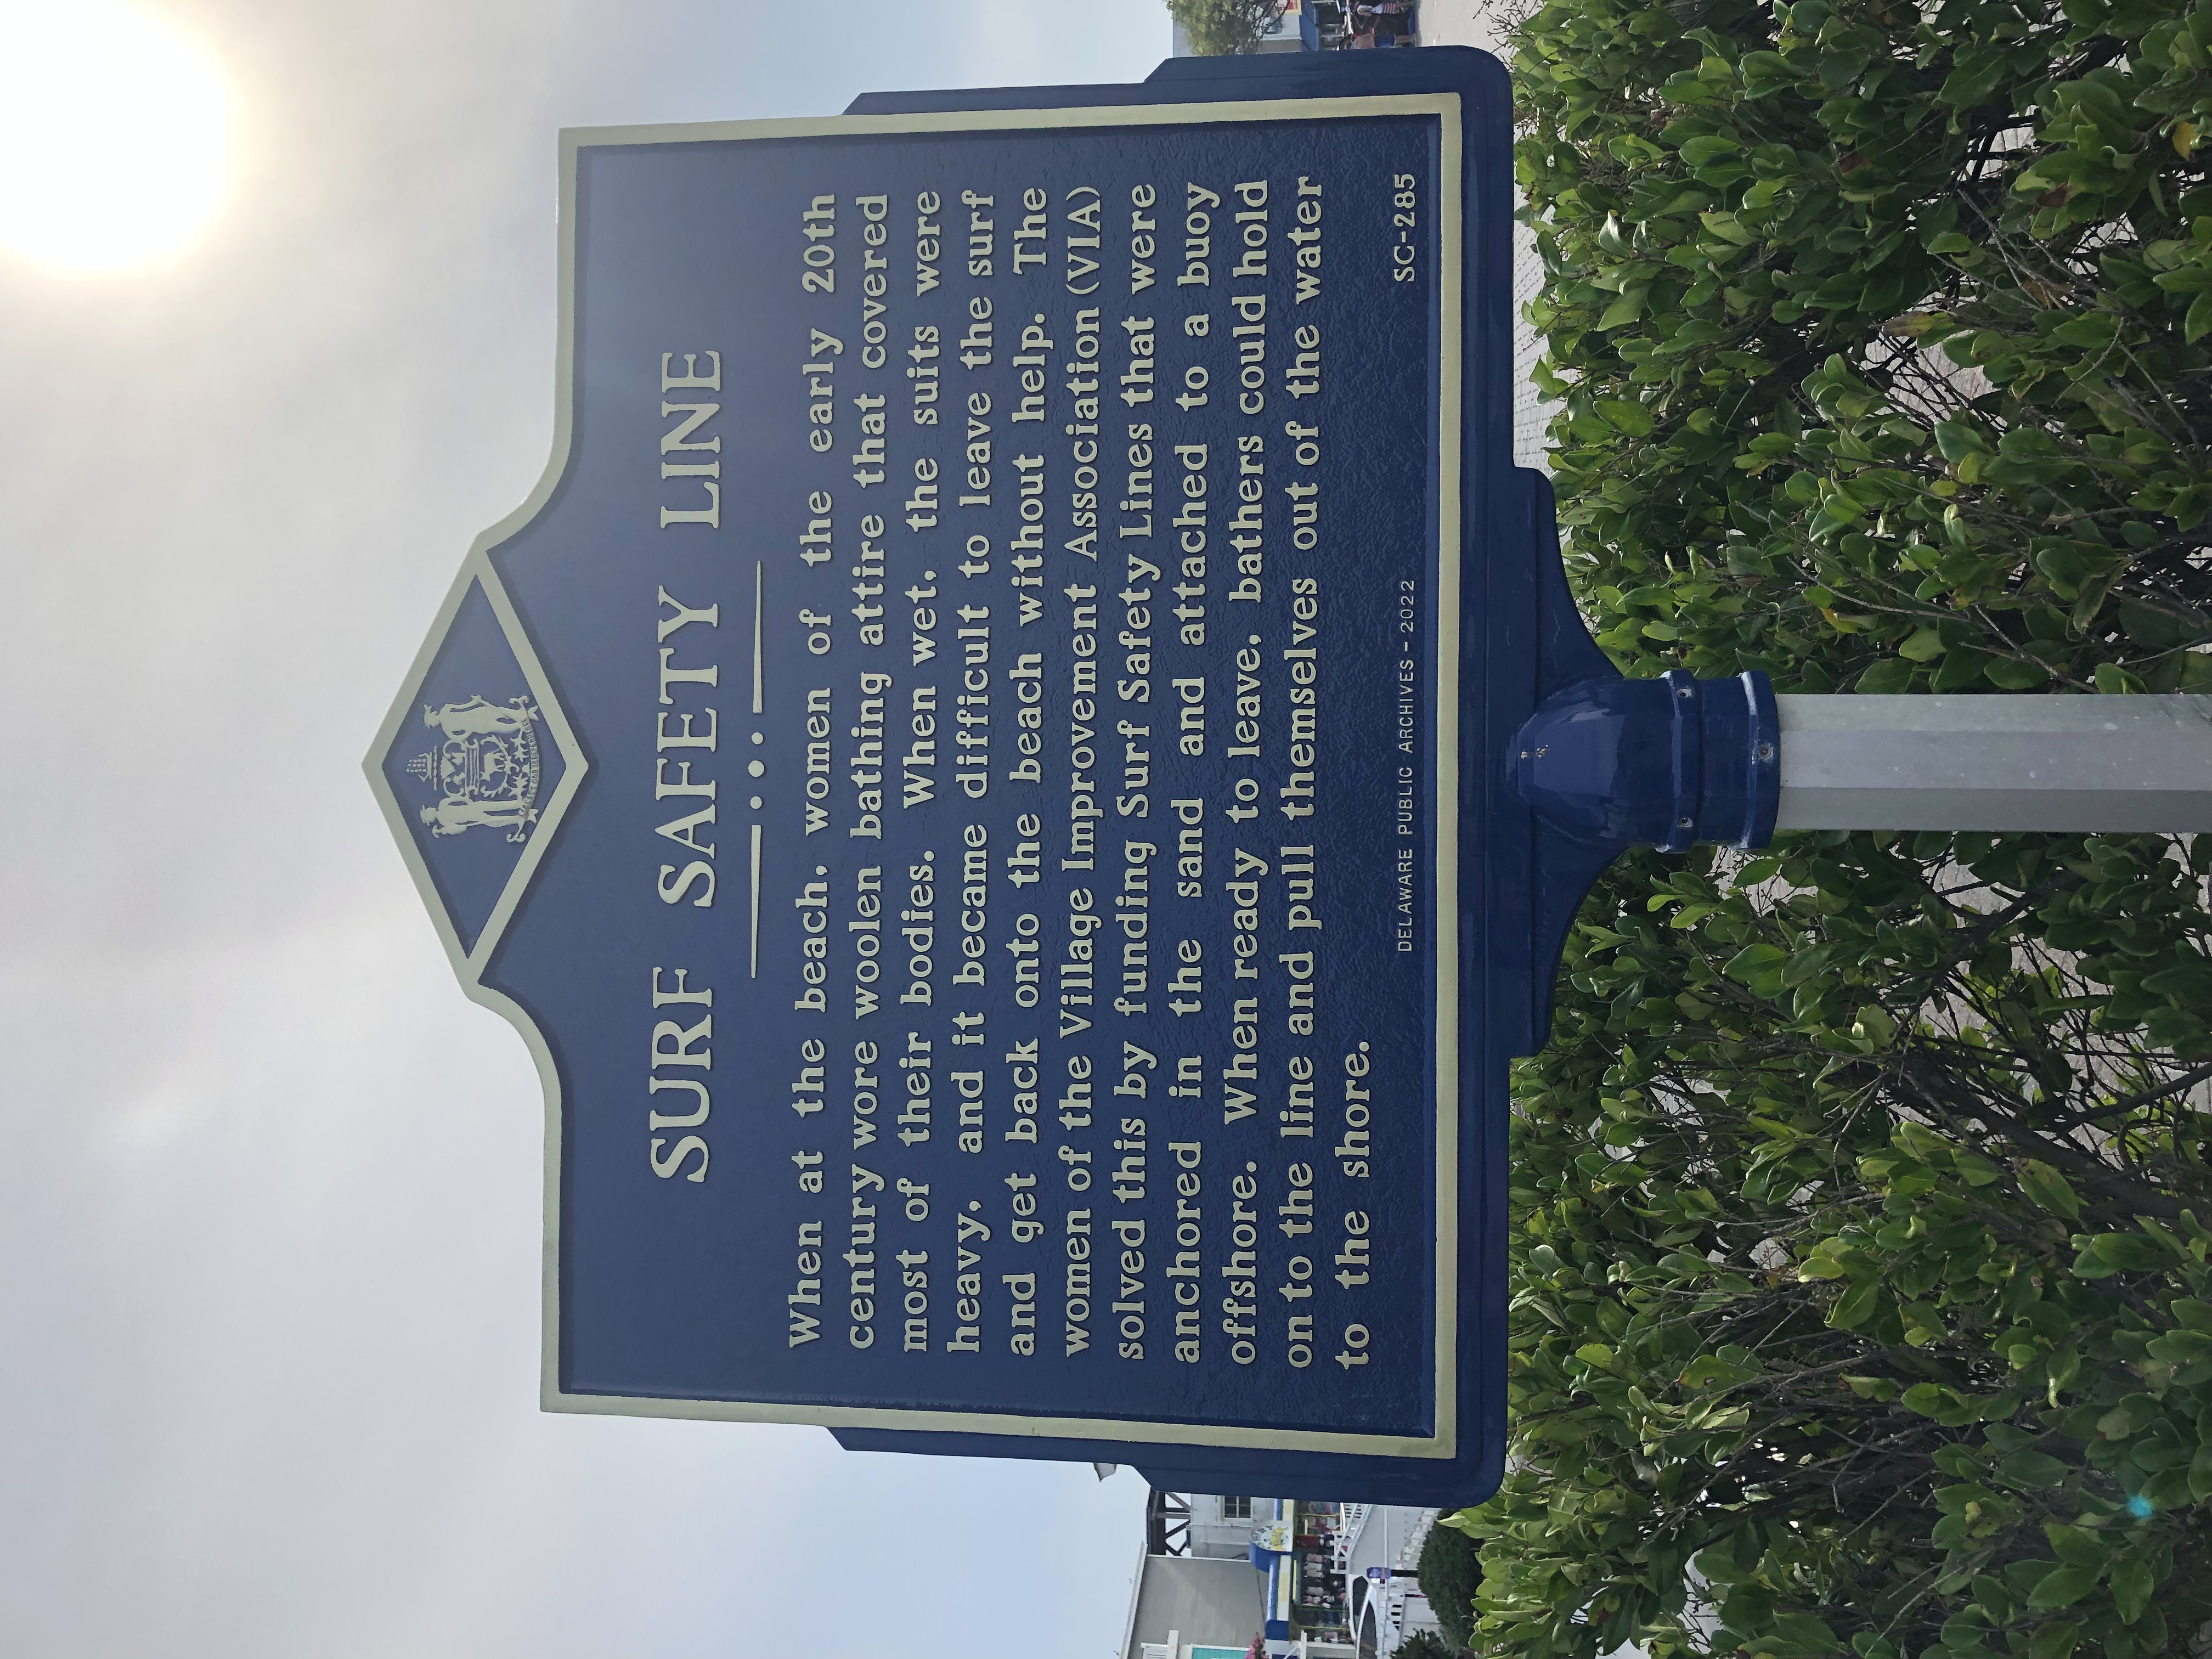 SURF SAFETY LINE
When at the beach, women of the early 20th
century wore woolen bathing attire that covered
most of their bodies. When wet, the suits were
heavy, and it became difficult to leave the surf
and get back onto the beach without help. The
women of the Village Improvement Association (VIA)
solved this by funding Surf Safety Lines that were
anchored in the sand and attached to a buoy
offshore. When ready to leave, bathers could hold
on to the line and pull themselves out of the water
to the shore.
DELAWARE PUBLIC ARCHIVES - 2022
SC-285